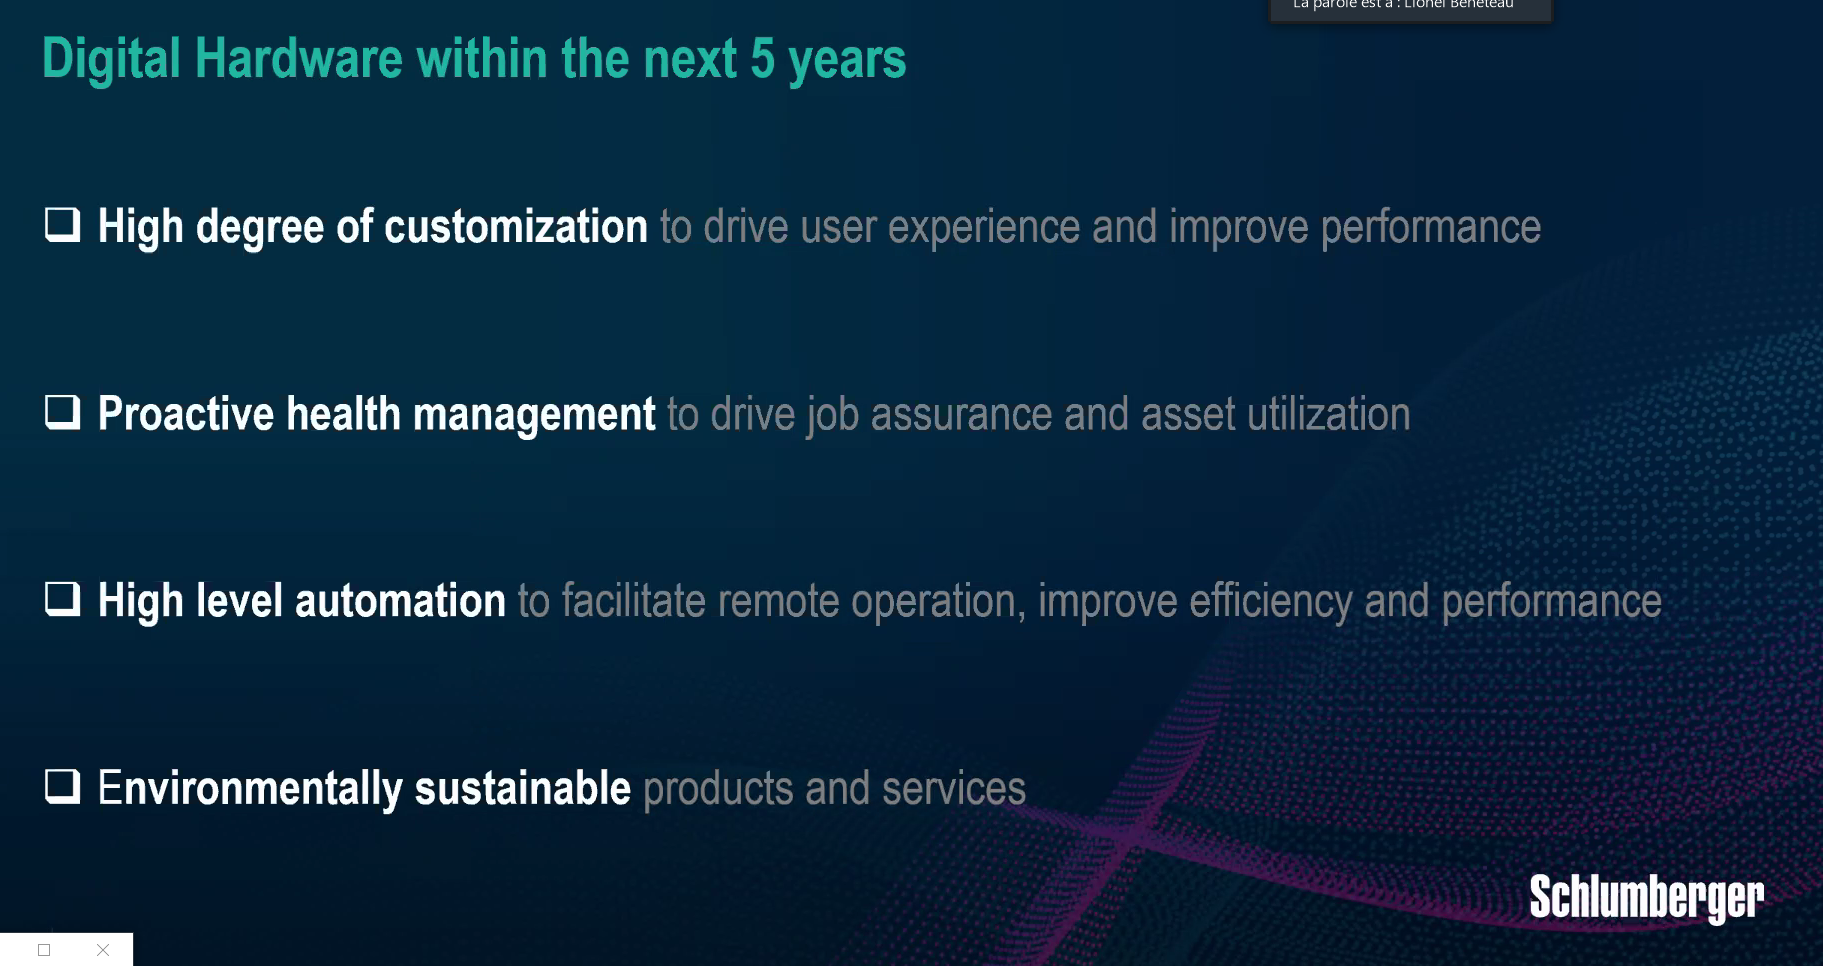 La parole est à : Lionel Beneteau
Digital Hardware within the next 5 years
High degree of customization to drive user experience and improve performance
Proactive health management to drive job assurance and asset utilization
High level automation to facilitate remote operation, improve efficiency and performance
Environmentally sustainable products and services
Schlumberger